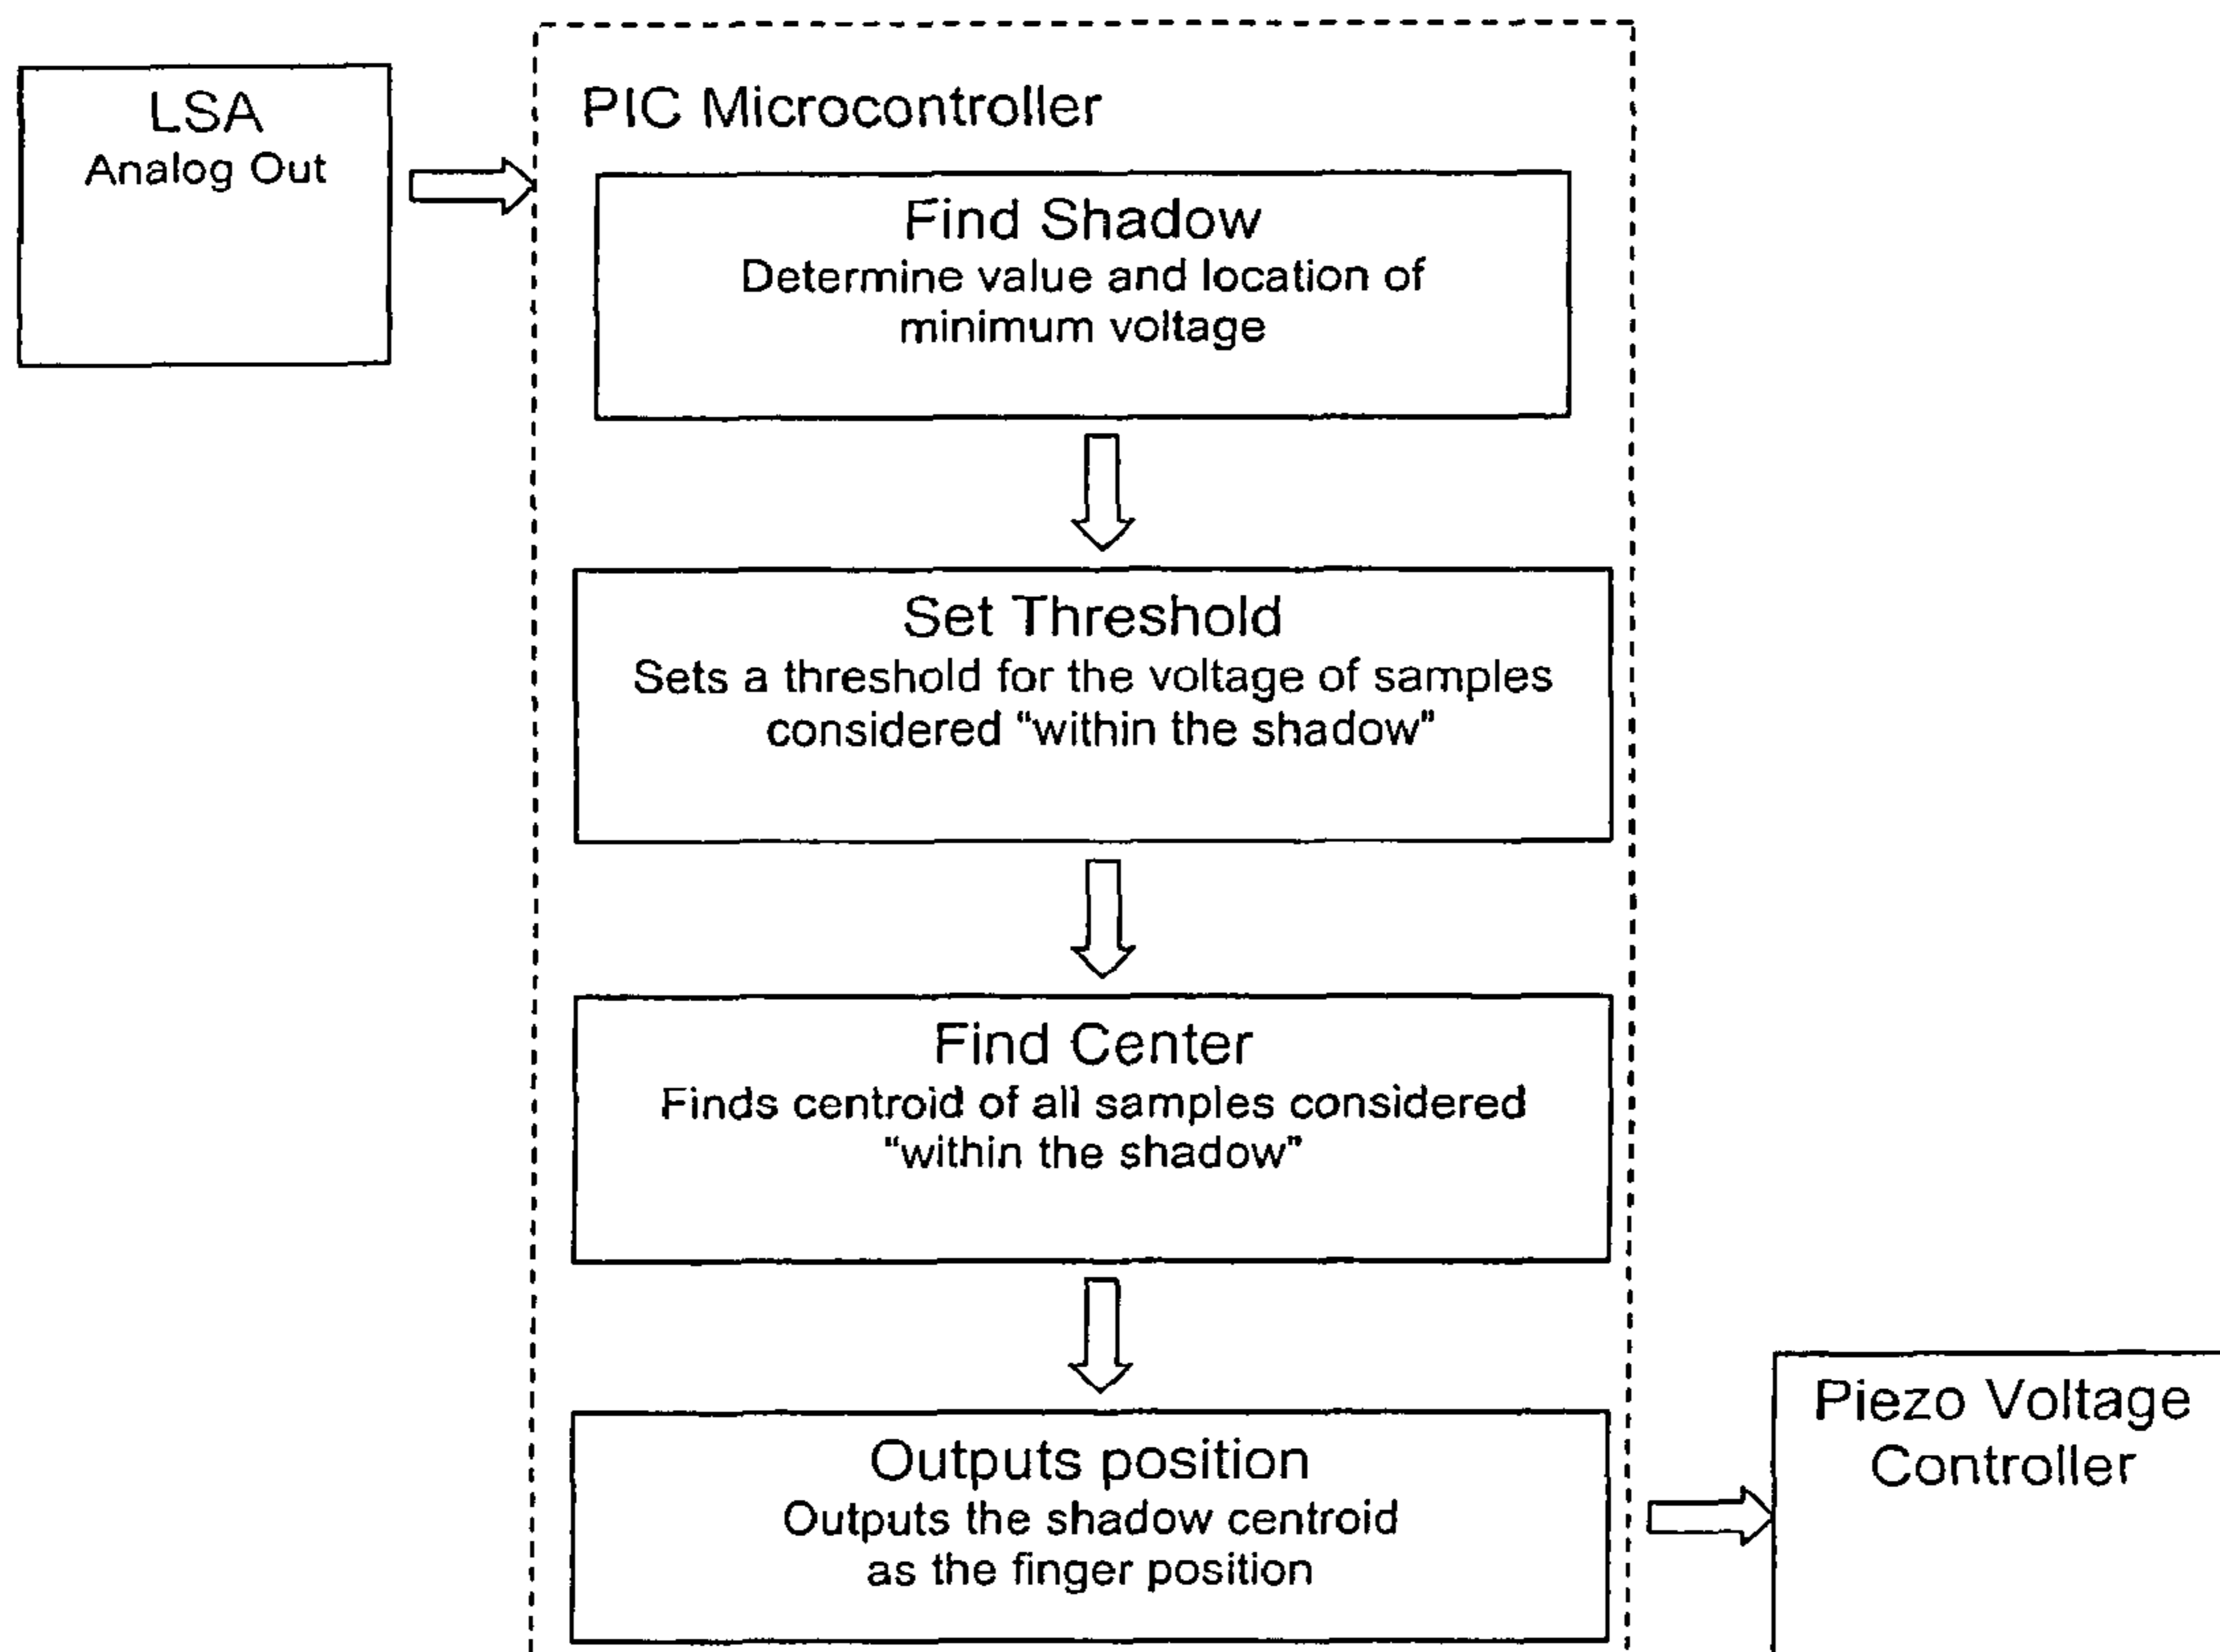 LSA
Analog Out
PIC Microcontroller
Find Shadow
Determine value and location of
minimum voltage
Set Threshold
Sets a threshold for the voltage of samples
considered "within the shadow"
Find Center
Finds centroid of all samples considered
"within the shadow"
Outputs position
Outputs the shadow centroid
as the finger position
Piezo Voltage
Controller